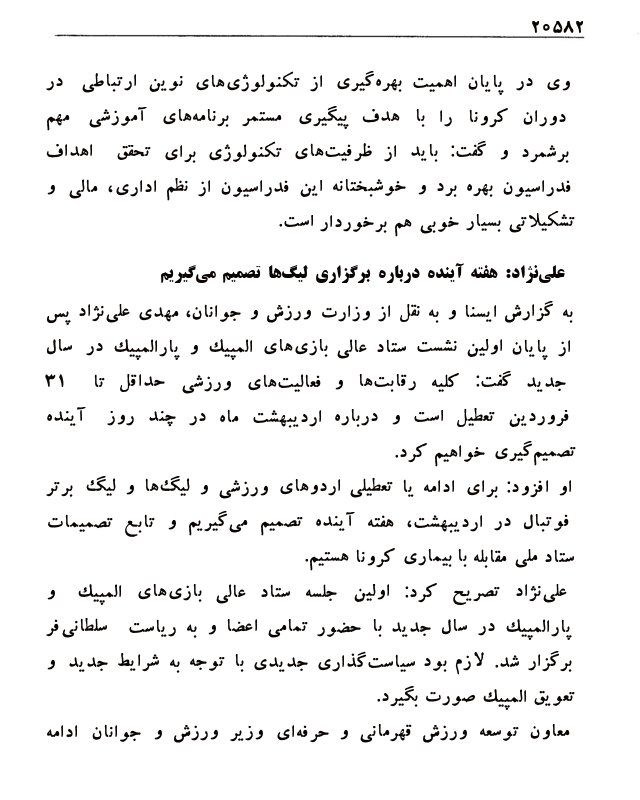 ۲۰۵۸۲
وی در پایان اهمیت بهره‌گیری از تکنولوژی‌های نوین ارتباطی در
دوران کرونا را با هدف پیگیری مستمر برنامه‌های آموزشی مهم
برشمرد و گفت: باید از ظرفیت‌های تکنولوژی برای تحقق اهداف
فدراسیون بهره برد و خوشبختانه این فدراسیون از نظم اداری، مالی و
تشکیلاتی بسیار خوبی هم برخوردار است.
علی‌نژاد: هفته آینده درباره برگزاری لیگ‌ها تصمیم می‌گیریم
به گزارش ایسنا و به نقل از وزارت ورزش و جوانان، مهدی علی‌نژاد پس
از پایان اولین نشست ستاد عالی بازی‌های المپیک و پارالمپیک در سال
جدید گفت: کلیه رقابت‌ها و فعالیت‌های ورزشی حداقل تا ۳۱
فروردین تعطیل است و درباره اردیبهشت ماه در چند روز آینده
تصمیم‌گیری خواهیم کرد.
او افزود: برای ادامه یا تعطیلی اردوهای ورزشی و لیگ‌ها و لیگ برتر
فوتبال در اردیبهشت، هفته آینده تصمیم می‌گیریم و تابع تصمیمات
ستاد ملی مقابله با بیماری کرونا هستیم.
علی‌نژاد تصریح کرد: اولین جلسه ستاد عالی بازی‌های المپیک و
پارالمپیک در سال جدید با حضور تمامی اعضا و به ریاست سلطانی‌فر
برگزار شد. لازم بود سیاست‌گذاری جدیدی با توجه به شرایط جدید و
تعویق المپیک صورت بگیرد.
معاون توسعه ورزش قهرمانی و حرفه‌ای وزیر ورزش و جوانان ادامه